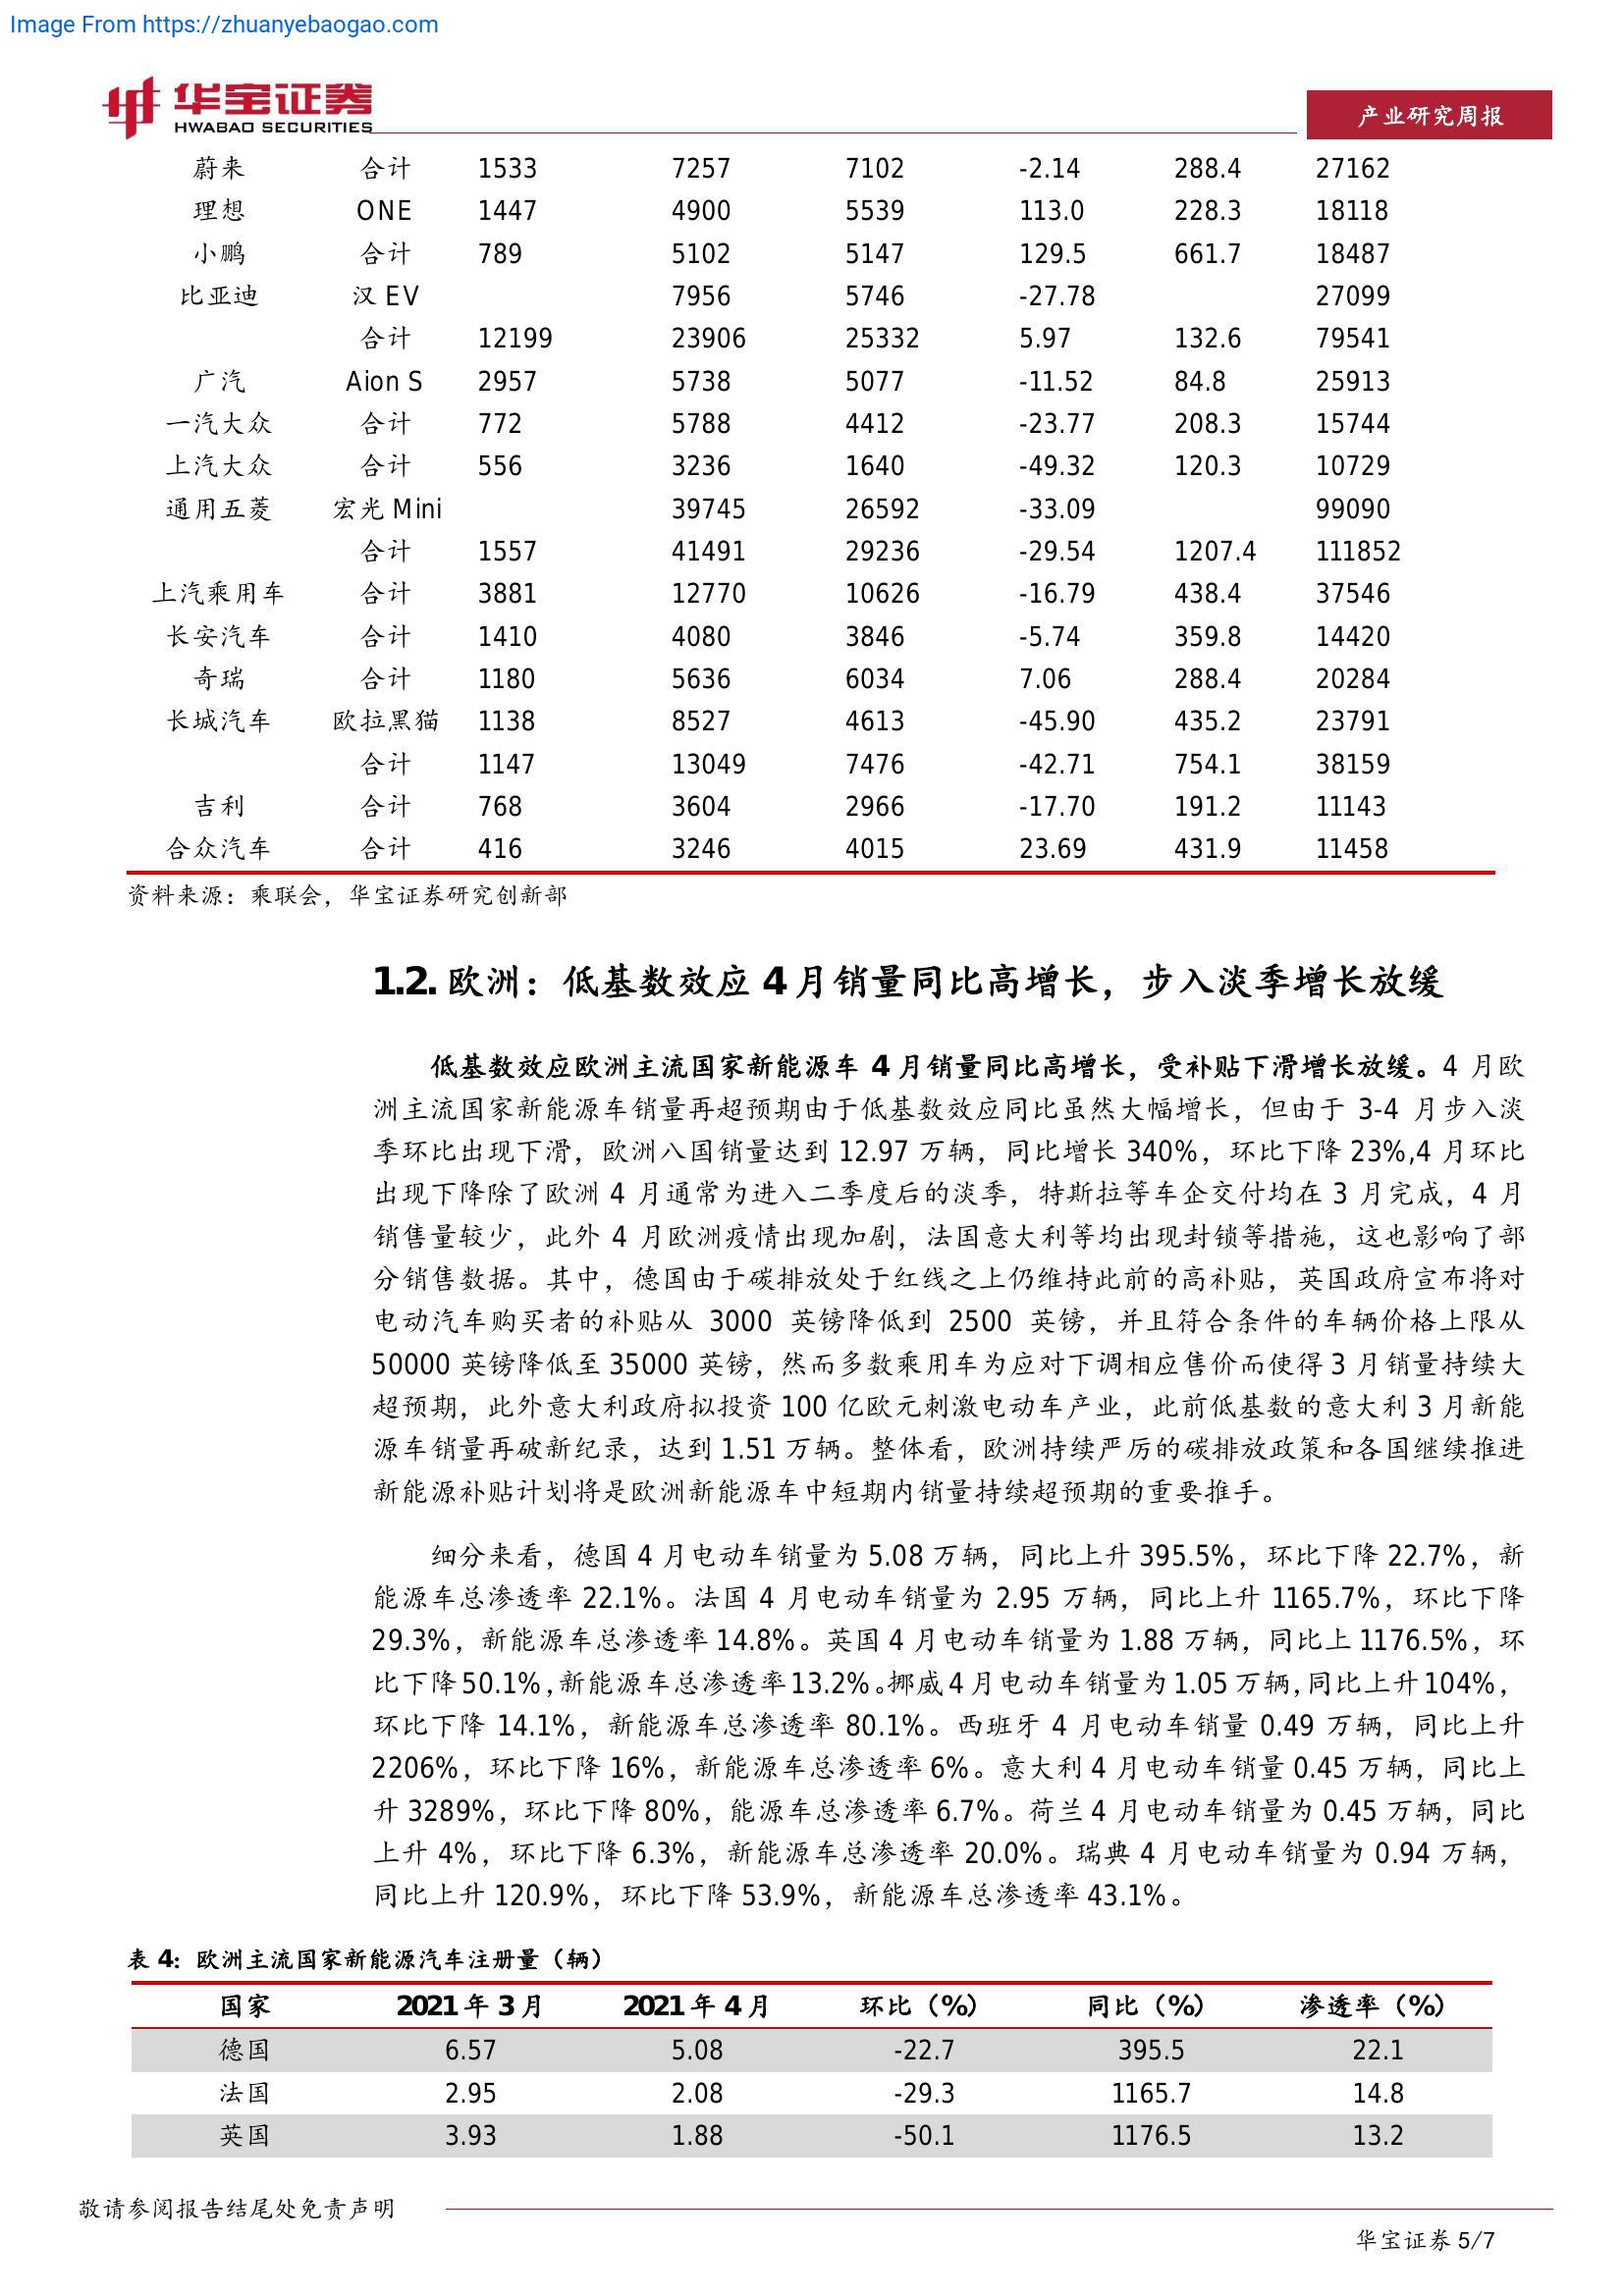 Image From https://zhuanyebaogao.com
华宝证券
HWABAO SECURITIES
产业研究周报
蔚来 合计 1533 7257 7102 -2.14 288.4 27162
理想 ONE 1447 4900 5539 113.0 228.3 18118
小鹏 合计 789 5102 5147 129.5 661.7 18487
比亚迪 汉 EV 7956 5746 -27.78 27099
合计 12199 23906 25332 5.97 132.6 79541
广汽 Aion S 2957 5738 5077 -11.52 84.8 25913
一汽大众 合计 772 5788 4412 -23.77 208.3 15744
上汽大众 合计 556 3236 1640 -49.32 120.3 10729
通用五菱 宏光 Mini 39745 26592 -33.09 99090
合计 1557 41491 29236 -29.54 1207.4 111852
上汽乘用车 合计 3881 12770 10626 -16.79 438.4 37546
长安汽车 合计 1410 4080 3846 -5.74 359.8 14420
奇瑞 合计 1180 5636 6034 7.06 288.4 20284
长城汽车 欧拉黑猫 1138 8527 4613 -45.90 435.2 23791
合计 1147 13049 7476 -42.71 754.1 38159
吉利 合计 768 3604 2966 -17.70 191.2 11143
合众汽车 合计 416 3246 4015 23.69 431.9 11458
资料来源：乘联会，华宝证券研究创新部
1.2. 欧洲：低基数效应 4 月销量同比高增长，步入淡季增长放缓
低基数效应欧洲主流国家新能源车 4 月销量同比高增长，受补贴下滑增长放缓。4 月欧
洲主流国家新能源车销量再超预期由于低基数效应同比虽然大幅增长，但由于 3-4 月步入淡
季环比出现下滑，欧洲八国销量达到 12.97 万辆，同比增长 340%，环比下降 23%,4 月环比
出现下降除了欧洲 4 月通常为进入二季度后的淡季，特斯拉等车企交付均在 3 月完成，4 月
销售量较少，此外 4 月欧洲疫情出现加剧，法国意大利等均出现封锁等措施，这也影响了部
分销售数据。其中，德国由于碳排放处于红线之上仍维持此前的高补贴，英国政府宣布将对
电动汽车购买者的补贴从 3000 英镑降低到 2500 英镑，并且符合条件的车辆价格上限从
50000 英镑降低至 35000 英镑，然而多数乘用车为应对下调相应售价而使得 3 月销量持续大
超预期，此外意大利政府拟投资 100 亿欧元刺激电动车产业，此前低基数的意大利 3 月新能
源车销量再破新纪录，达到 1.51 万辆。整体看，欧洲持续严厉的碳排放政策和各国继续推进
新能源补贴计划将是欧洲新能源车中短期内销量持续超预期的重要推手。
细分来看，德国 4 月电动车销量为 5.08 万辆，同比上升 395.5%，环比下降 22.7%，新
能源车总渗透率 22.1%。法国 4 月电动车销量为 2.95 万辆，同比上升 1165.7%，环比下降
29.3%，新能源车总渗透率 14.8%。英国 4 月电动车销量为 1.88 万辆，同比上 1176.5%，环
比下降 50.1%，新能源车总渗透率 13.2%。挪威 4 月电动车销量为 1.05 万辆，同比上升 104%，
环比下降 14.1%，新能源车总渗透率 80.1%。西班牙 4 月电动车销量 0.49 万辆，同比上升
2206%，环比下降 16%，新能源车总渗透率 6%。意大利 4 月电动车销量 0.45 万辆，同比上
升 3289%，环比下降 80%，能源车总渗透率 6.7%。荷兰 4 月电动车销量为 0.45 万辆，同比
上升 4%，环比下降 6.3%，新能源车总渗透率 20.0%。瑞典 4 月电动车销量为 0.94 万辆，
同比上升 120.9%，环比下降 53.9%，新能源车总渗透率 43.1%。
表 4：欧洲主流国家新能源汽车注册量（辆）
国家 2021 年 3 月 2021 年 4 月 环比（%） 同比（%） 渗透率（%）
德国 6.57 5.08 -22.7 395.5 22.1
法国 2.95 2.08 -29.3 1165.7 14.8
英国 3.93 1.88 -50.1 1176.5 13.2
敬请参阅报告结尾处免责声明
华宝证券 5/7